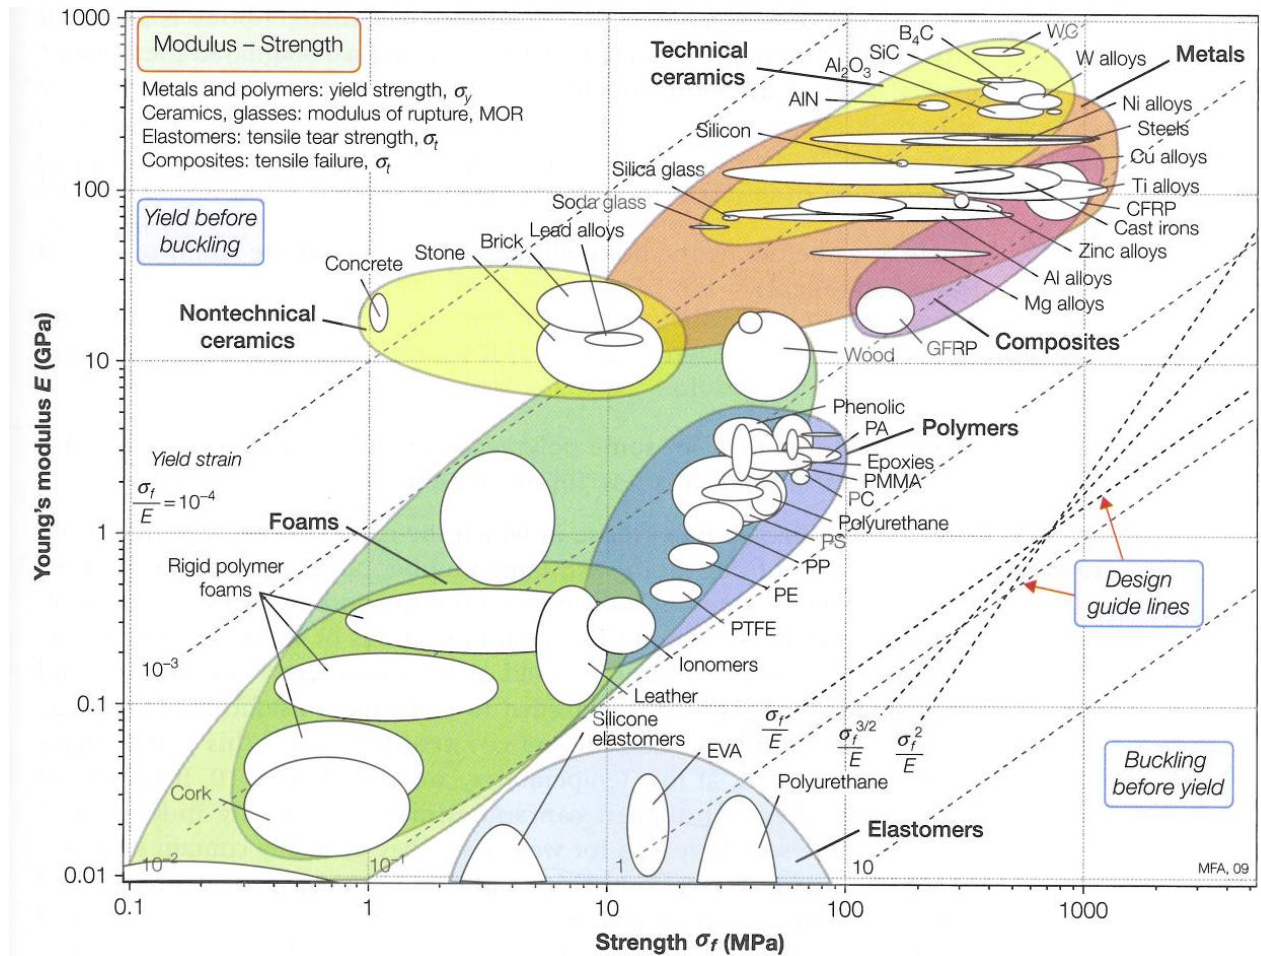 Modulus – Strength
Metals and polymers: yield strength, σy
Ceramics, glasses: modulus of rupture, MOR
Elastomers: tensile tear strength, σt
Composites: tensile failure, σt
Yield before
buckling
Technical
ceramics
B4C
WC
SiC
Al2O3
W alloys
Metals
AlN
Ni alloys
Silicon
Steels
Cu alloys
Silica glass
Ti alloys
CFRP
Soda glass
Cast irons
Lead alloys
Zinc alloys
Brick
Stone
Al alloys
Concrete
Mg alloys
Nontechnical
ceramics
Composites
GFRP
Wood
Phenolic
PA
Polymers
Yield strain
Epoxies
PMMA
σf
E
= 10-4
PC
Foams
Polyurethane
PS
Rigid polymer
foams
PP
Design
guide lines
PE
PTFE
10-3
Ionomers
Leather
Silicone
elastomers
σf
E
σf3/2
E
σf2
E
EVA
Buckling
before yield
Polyurethane
Cork
Elastomers
10-2
10-1
1
10
MFA, 09
1000
100
10
1
0.1
0.01
Young's modulus E (GPa)
0.1
1
10
100
1000
Strength σf (MPa)